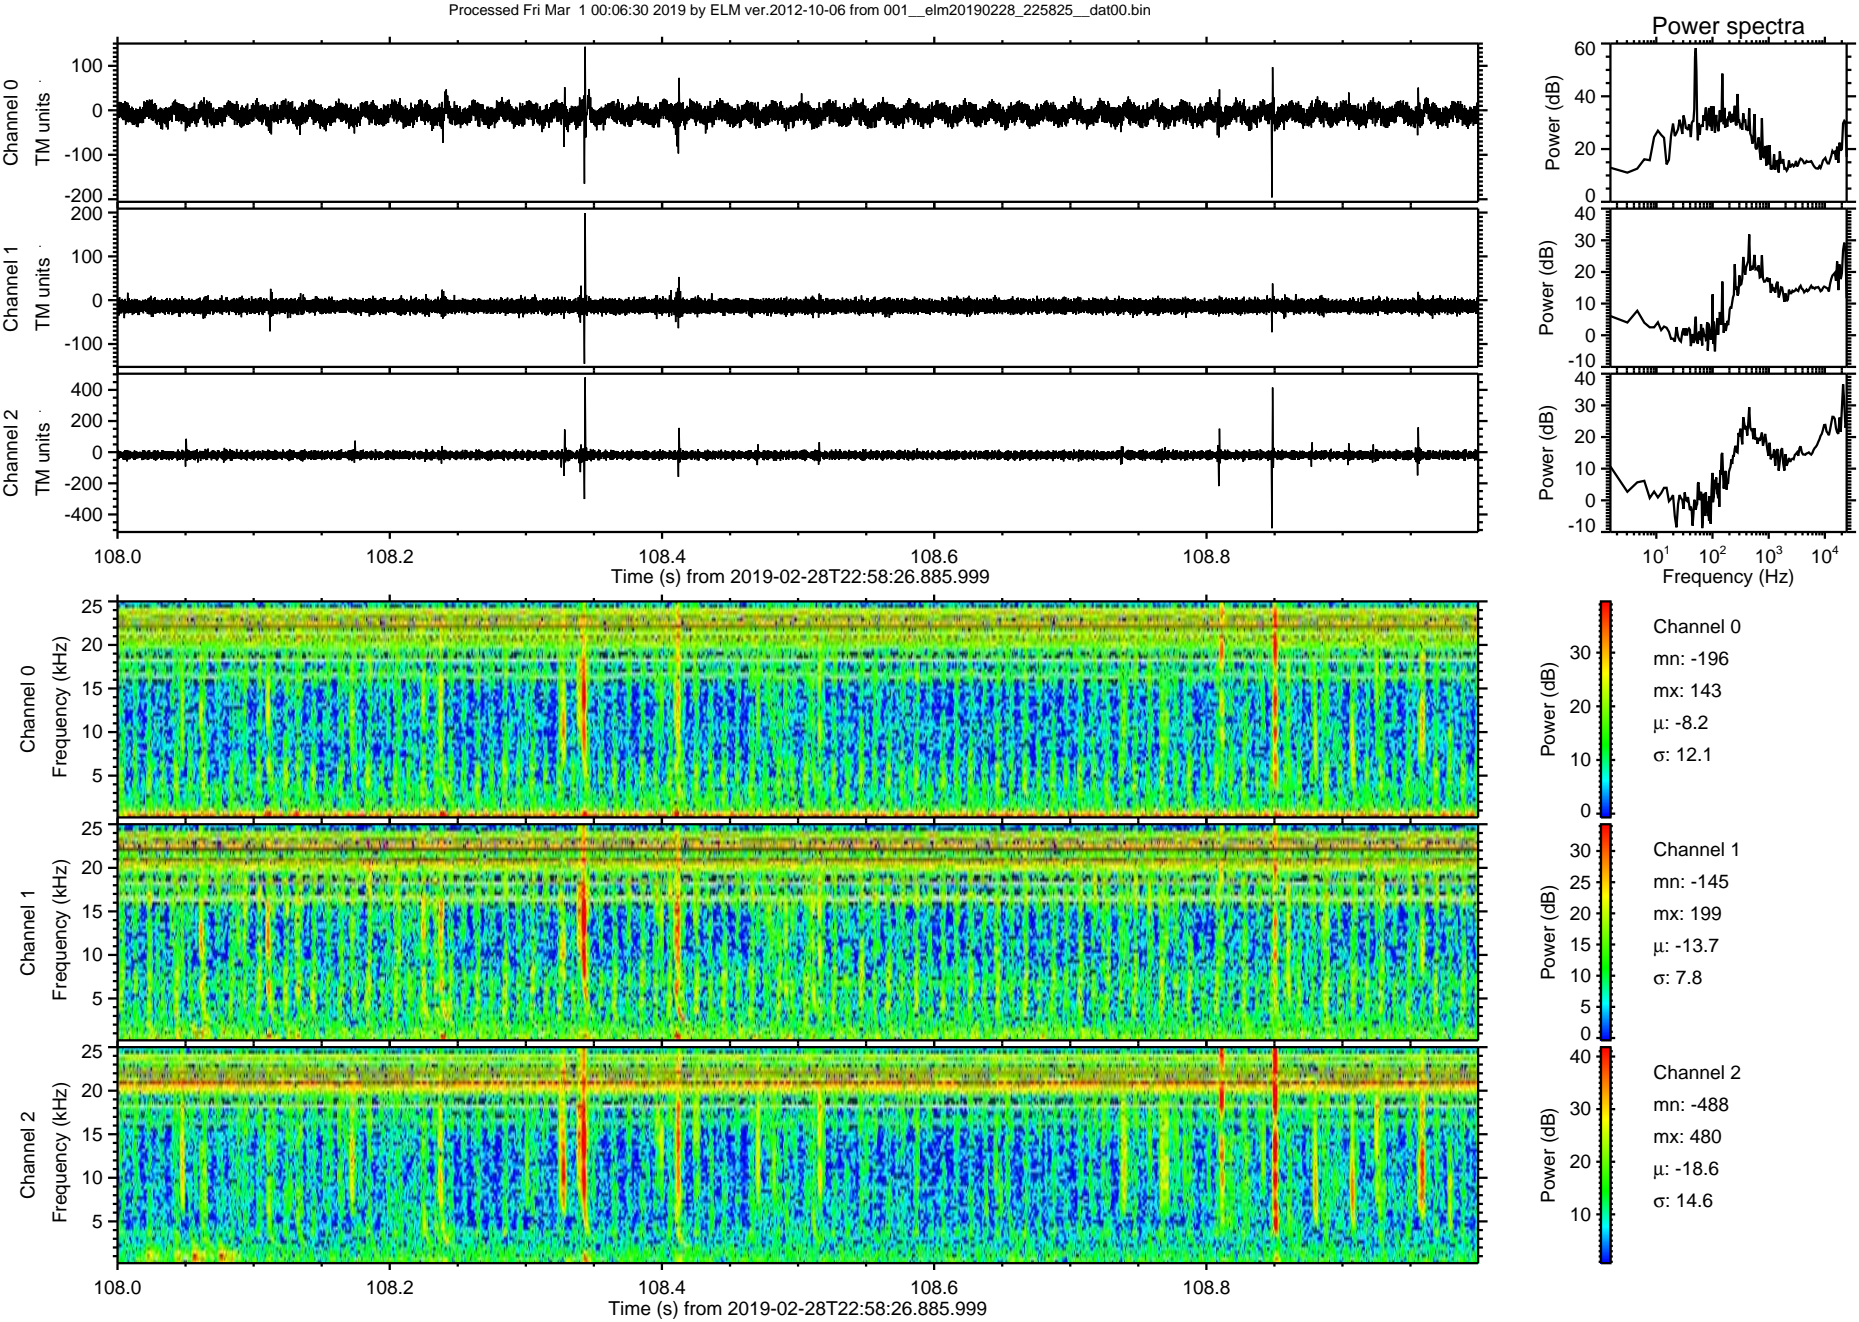 Processed Fri Mar  1 00:06:30 2019 by ELM ver.2012-10-06 from 001__elm20190228_225825__dat00.bin
Power spectra
Channel 0
TM units
100
0
-100
-200
Power (dB)
60
40
20
0
Channel 1
TM units
200
100
0
-100
Power (dB)
40
30
20
10
0
-10
Channel 2
TM units
400
200
0
-200
-400
Power (dB)
40
30
20
10
0
-10
108.0 108.2 108.4 108.6 108.8
Time (s) from 2019-02-28T22:58:26.885.999
10^1 10^2 10^3 10^4
Frequency (Hz)
Channel 0
Frequency (kHz)
25
20
15
10
5
Power (dB)
30
20
10
0
Channel 0
mn: -196
mx: 143
μ: -8.2
σ: 12.1
Channel 1
Frequency (kHz)
25
20
15
10
5
Power (dB)
30
25
20
15
10
5
0
Channel 1
mn: -145
mx: 199
μ: -13.7
σ: 7.8
Channel 2
Frequency (kHz)
25
20
15
10
5
Power (dB)
40
30
20
10
Channel 2
mn: -488
mx: 480
μ: -18.6
σ: 14.6
108.0 108.2 108.4 108.6 108.8
Time (s) from 2019-02-28T22:58:26.885.999